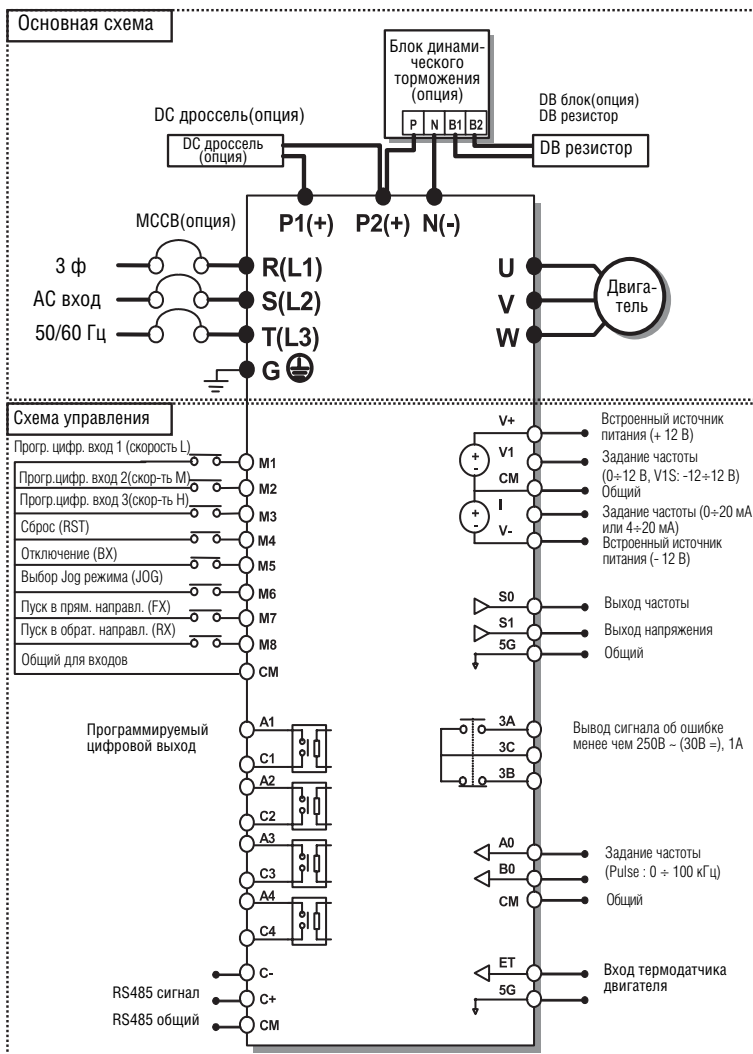 Основная схема
Блок динами-
ческого
торможения
(опция)
P N B1 B2
DC дроссель(опция)
DC дроссель
(опция)
DB блок(опция)
DB резистор
DB резистор
P1(+) P2(+) N(-)
MCCB(опция)
3 ф
AC вход
50/60 Гц
R(L1)
S(L2)
T(L3)
G
U
V
W
Двига-
тель
Схема управления
Прогр. цифр. вход 1 (скорость L)
M1
Прогр.цифр. вход 2(скор-ть M)
M2
Прогр.цифр. вход 3(скор-ть H)
M3
Сброс (RST)
M4
Отключение (BX)
M5
Выбор Jog режима (JOG)
M6
Пуск в прям. направл. (FX)
M7
Пуск в обрат. направл. (RX)
M8
Общий для входов
CM
V+
Встроенный источник
питания (+ 12 В)
V1
Задание частоты
(0÷12 В, V1S: -12÷12 В)
CM
Общий
I
Задание частоты (0÷20 мА
или 4÷20 мА)
V-
Встроенный источник
питания (- 12 В)
+
-
+
-
S0
Выход частоты
S1
Выход напряжения
5G
Общий
Программируемый
цифровой выход
A1
C1
A2
C2
A3
C3
A4
C4
3A
3C
3B
Вывод сигнала об ошибке
менее чем 250В ~ (30В =), 1А
A0
B0
Задание частоты
(Pulse : 0 ÷ 100 кГц)
CM
Общий
C-
RS485 сигнал
C+
RS485 общий
CM
ET
Вход термодатчика
двигателя
5G